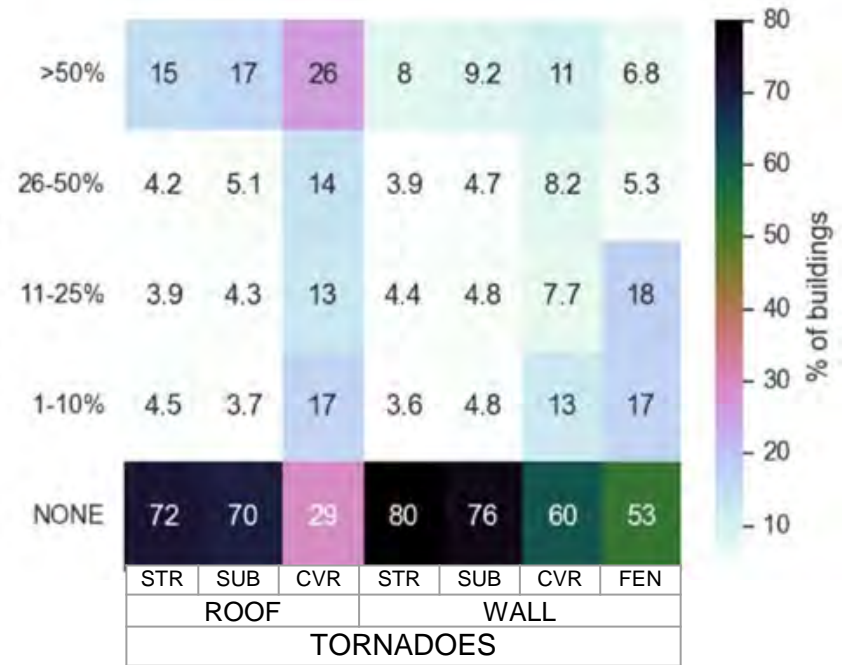 >50% 15 17 26 8 9.2 11 6.8
26-50% 4.2 5.1 14 3.9 4.7 8.2 5.3
11-25% 3.9 4.3 13 4.4 4.8 7.7 18
1-10% 4.5 3.7 17 3.6 4.8 13 17
NONE 72 70 29 80 76 60 53
STR SUB CVR STR SUB CVR FEN
ROOF WALL
TORNADOES
80
70
60
50
40
30
20
10
% of buildings